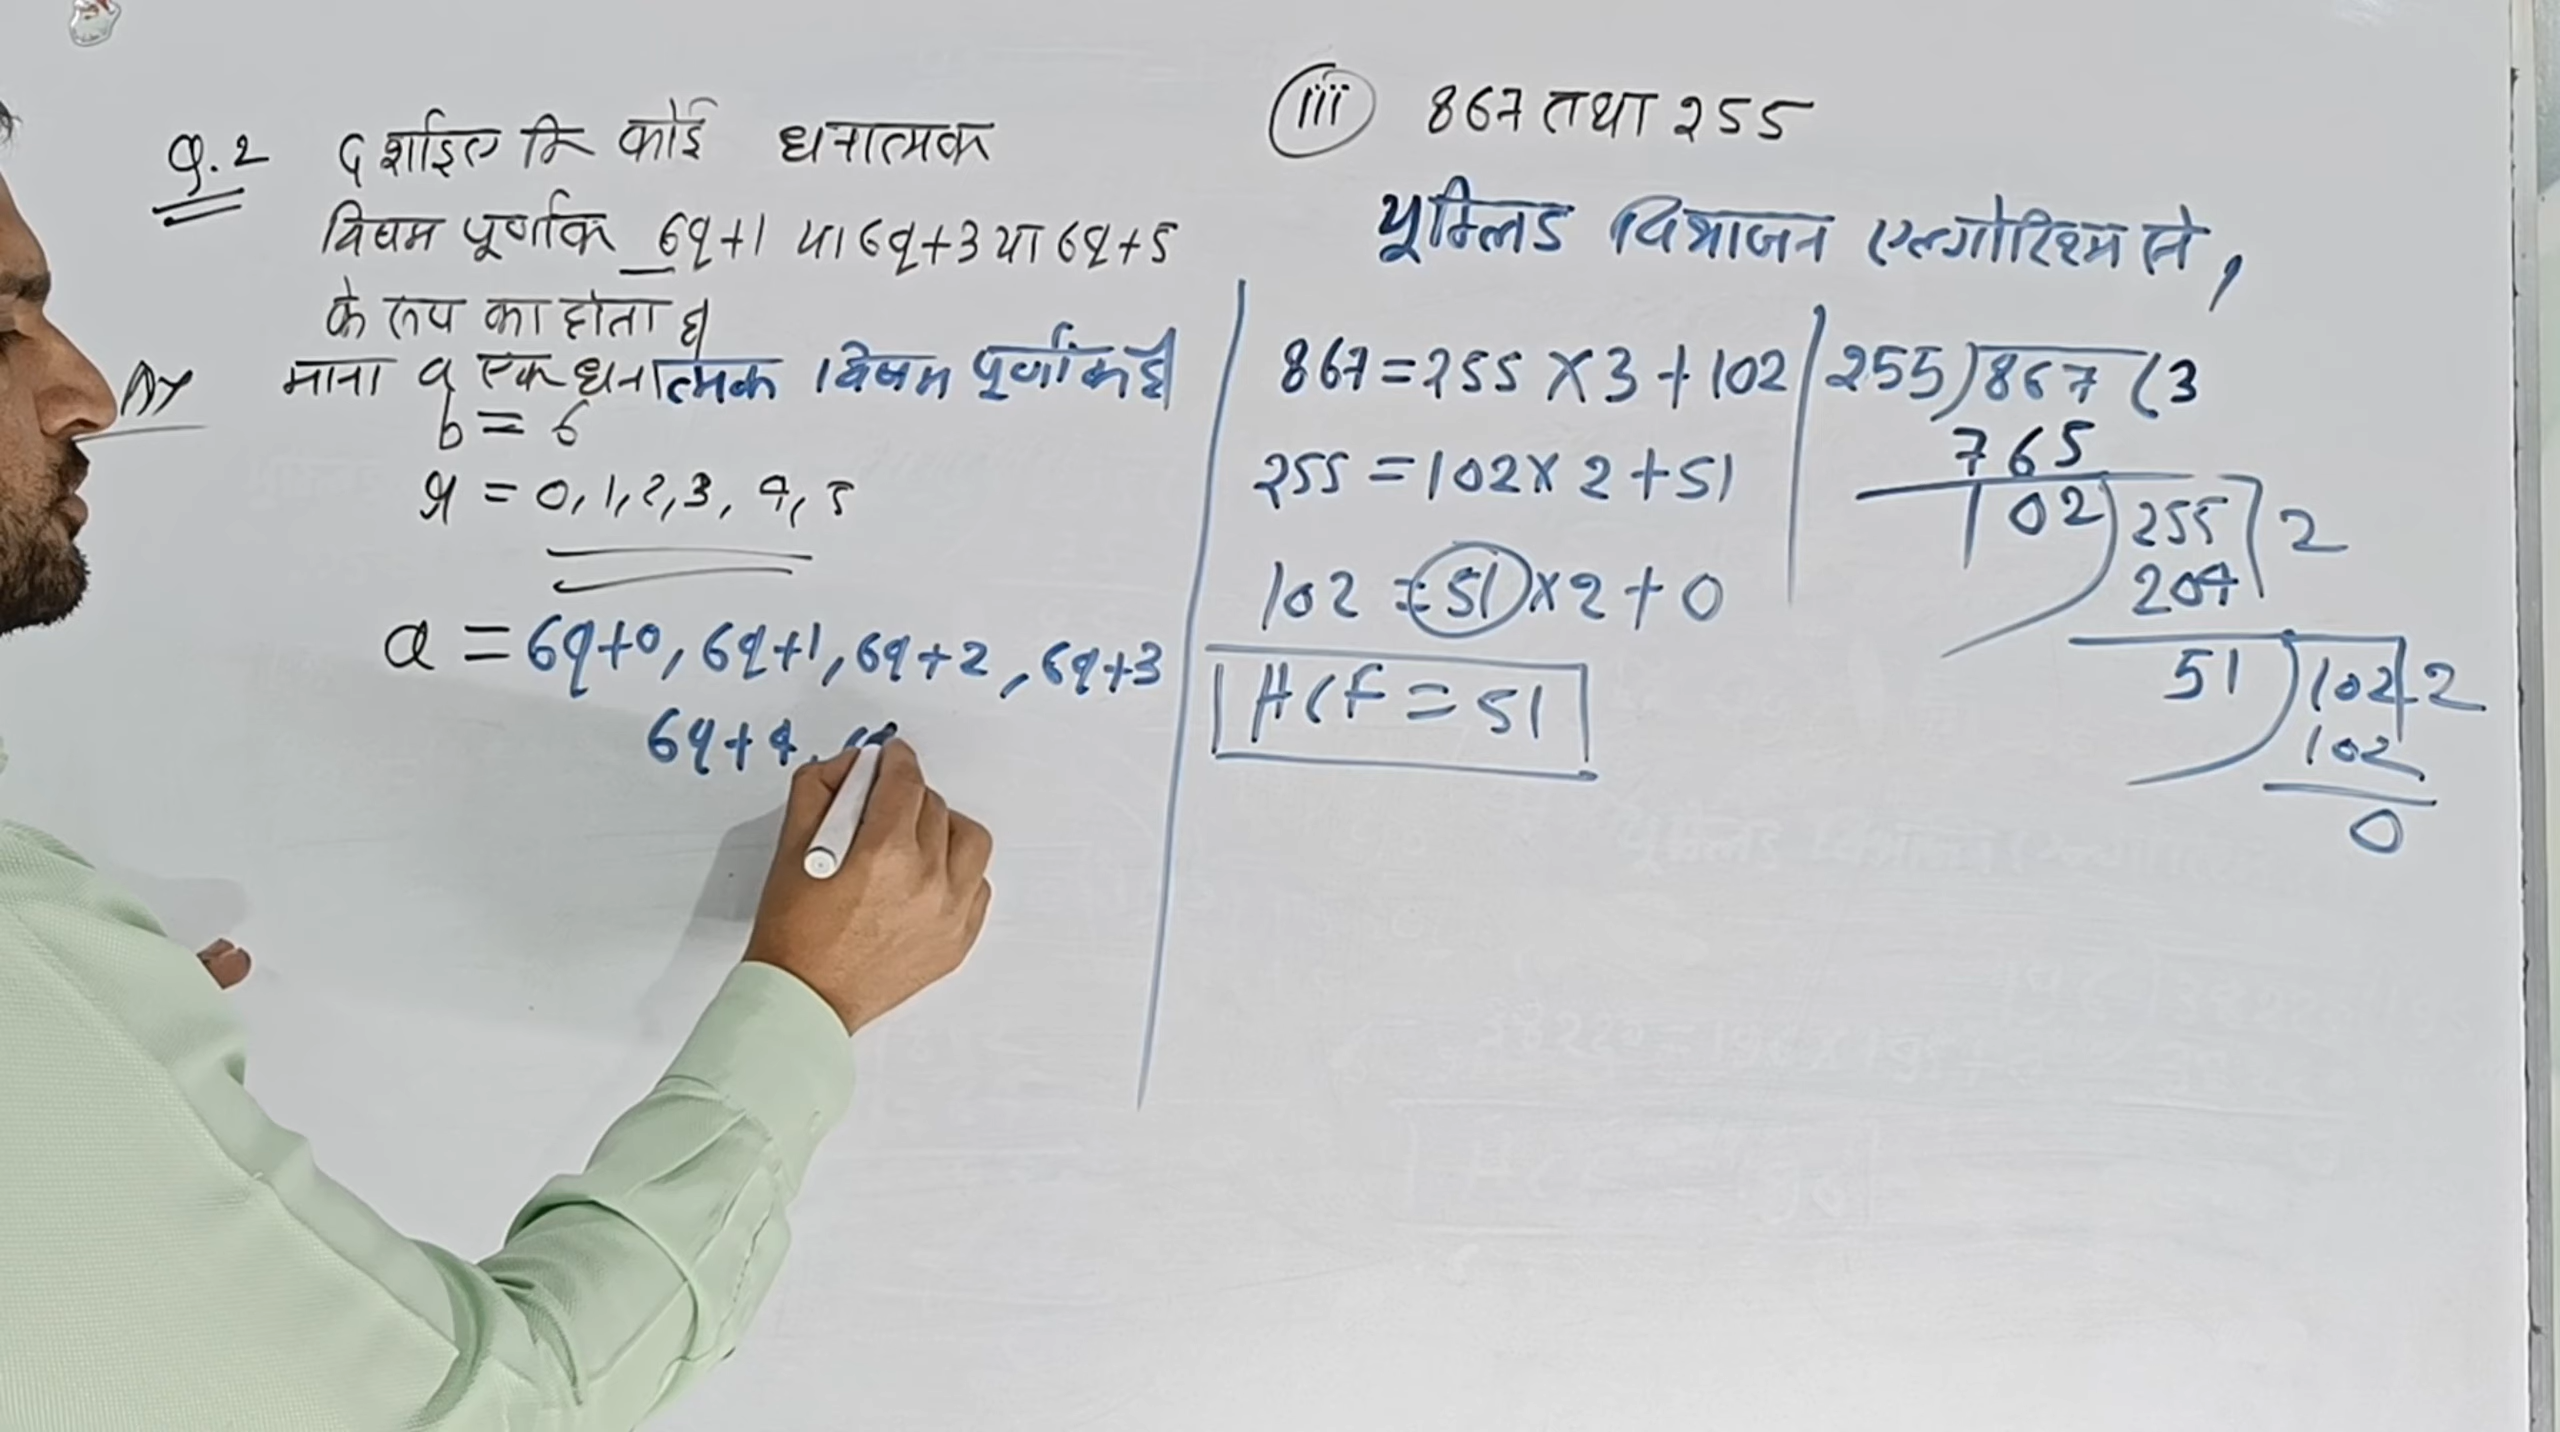 Q.2 दर्शाइए कि कोई धनात्मक
विषम पूर्णांक 6q+1 या 6q+3 या 6q+5
के रूप का होता है
माना a एक धनात्मक विषम पूर्णांक है
b = 6
r = 0, 1, 2, 3, 4, 5
a = 6q+0, 6q+1, 6q+2, 6q+3
6q+4,
iii 867 तथा 255
यूक्लिड विभाजन एल्गोरिथ्म से,
867 = 255 × 3 + 102
255 = 102 × 2 + 51
102 = 51 × 2 + 0
HCF = 51
255) 867 (3
765
102) 255 2
204
51) 102 2
102
0